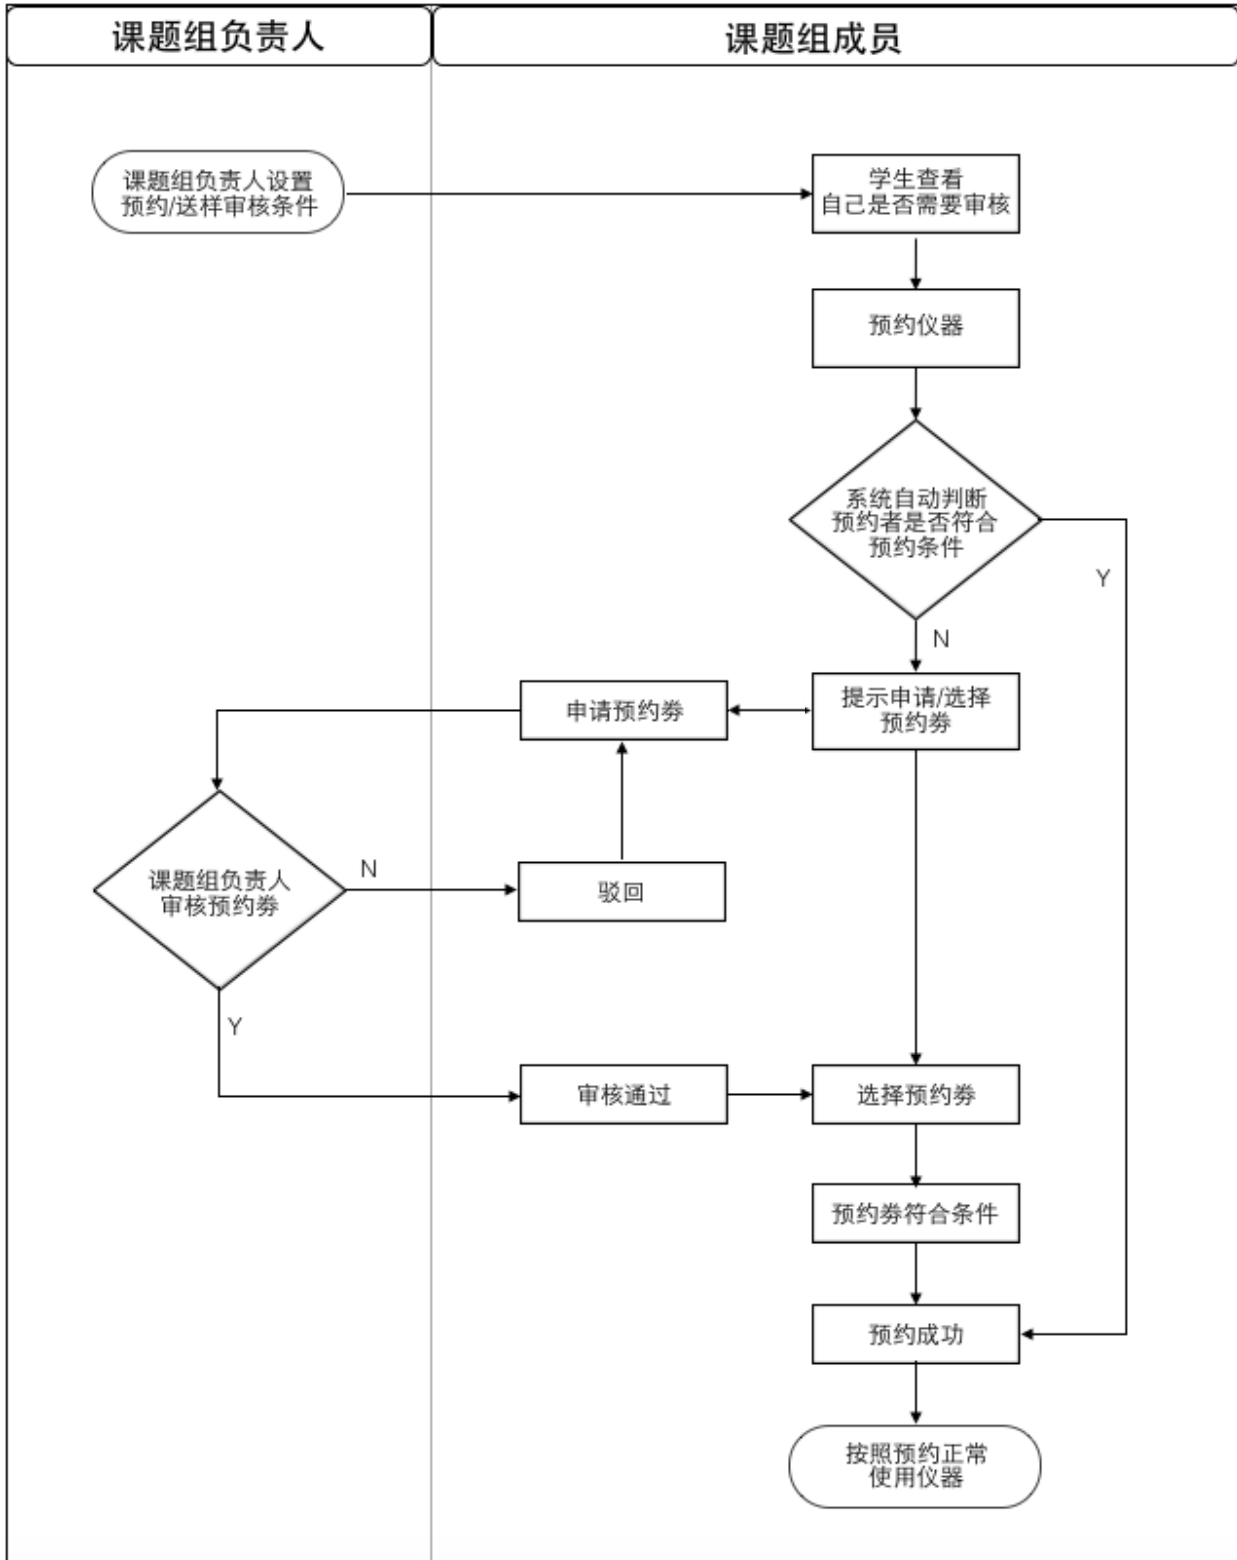 课题组负责人
课题组成员
课题组负责人设置
预约/送样审核条件
学生查看
自己是否需要审核
预约仪器
系统自动判断
预约者是否符合
预约条件
Y
N
申请预约劵
提示申请/选择
预约劵
课题组负责人
审核预约劵
N
驳回
Y
审核通过
选择预约劵
预约劵符合条件
预约成功
按照预约正常
使用仪器